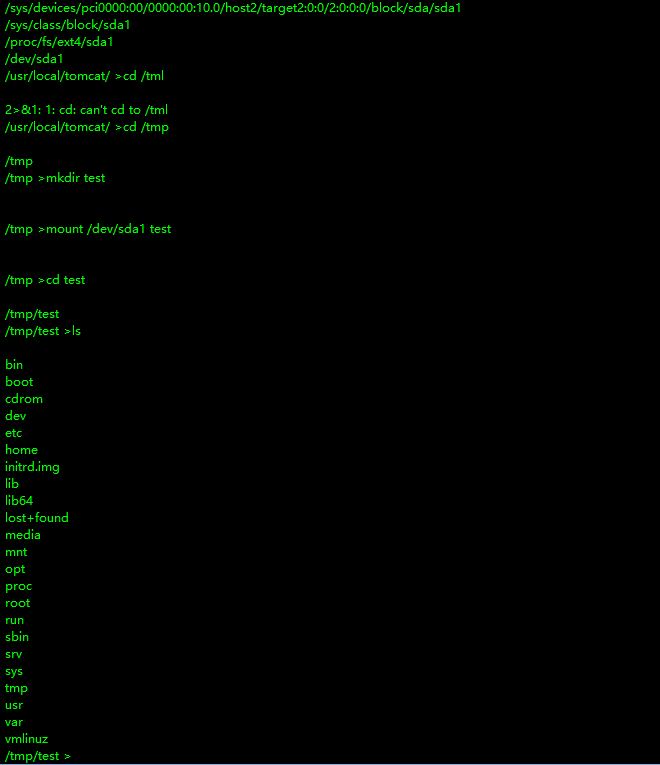 /sys/devices/pci0000:00/0000:00:10.0/host2/target2:0:0/2:0:0:0/block/sda/sda1
/sys/class/block/sda1
/proc/fs/ext4/sda1
/dev/sda1
/usr/local/tomcat/ >cd /tml
2>&1: 1: cd: can't cd to /tml
/usr/local/tomcat/ >cd /tmp
/tmp
/tmp >mkdir test
/tmp >mount /dev/sda1 test
/tmp >cd test
/tmp/test
/tmp/test >ls
bin
boot
cdrom
dev
etc
home
initrd.img
lib
lib64
lost+found
media
mnt
opt
proc
root
run
sbin
srv
sys
tmp
usr
var
vmlinuz
/tmp/test >